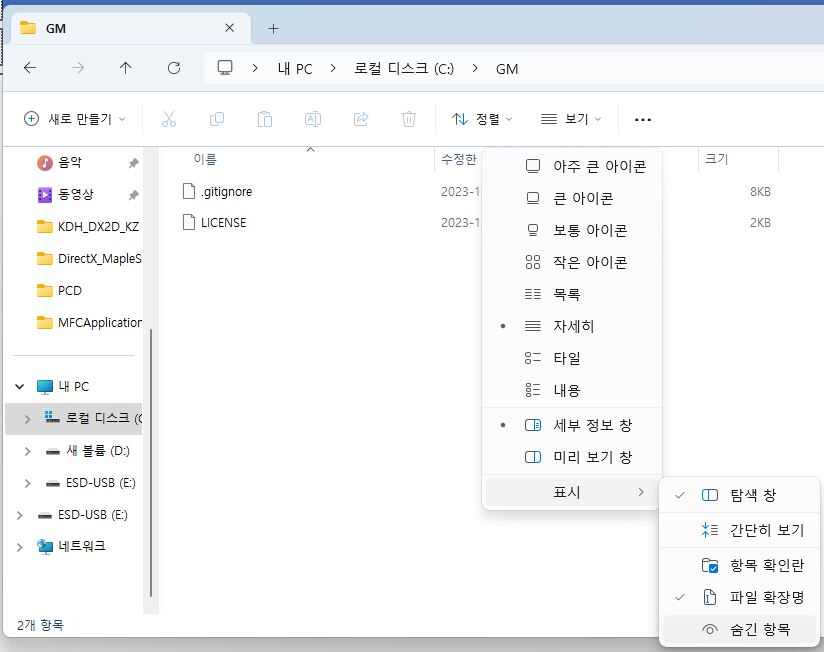 GM
내 PC > 로컬 디스크 (C:) > GM
새로 만들기 정렬 보기
이름 수정한 크기
.gitignore 2023-1 8KB
LICENSE 2023-1 2KB
음악
동영상
KDH_DX2D_KZ
DirectX_MapleS
PCD
MFCApplication
내 PC
로컬 디스크 (C
새 볼륨 (D:)
ESD-USB (E:)
ESD-USB (E:)
네트워크
2개 항목
아주 큰 아이콘
큰 아이콘
보통 아이콘
작은 아이콘
목록
자세히
타일
내용
세부 정보 창
미리 보기 창
표시
탐색 창
간단히 보기
항목 확인란
파일 확장명
숨긴 항목